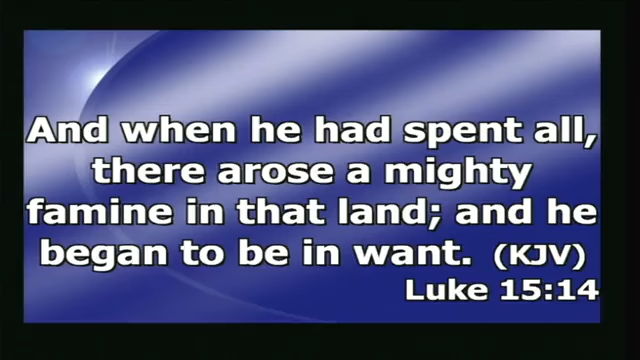 And when he had spent all,
there arose a mighty
famine in that land; and he
began to be in want. (KJV)
Luke 15:14